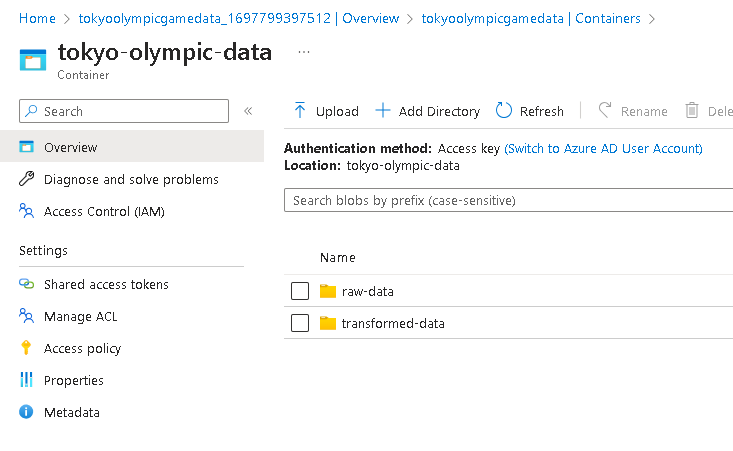 Home > tokyoolympicgamedata_1697799397512 | Overview > tokyoolympicgamedata | Containers >
tokyo-olympic-data ...
Container
Search
«
Upload
Add Directory
Refresh
Rename
Dele
Overview
Diagnose and solve problems
Access Control (IAM)
Settings
Shared access tokens
Manage ACL
Access policy
Properties
Metadata
Authentication method: Access key (Switch to Azure AD User Account)
Location: tokyo-olympic-data
Search blobs by prefix (case-sensitive)
Name
raw-data
transformed-data